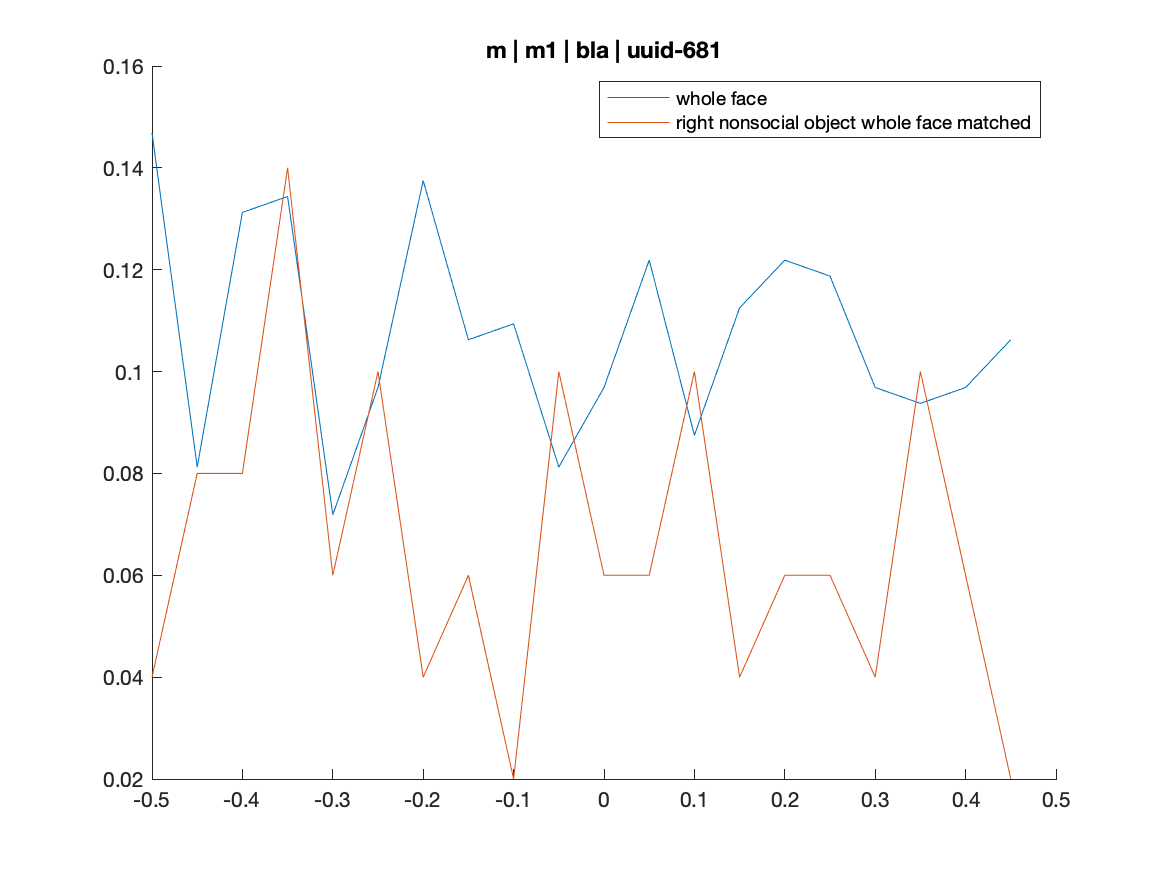 m | m1 | bla | uuid-681
whole face
right nonsocial object whole face matched
0.16
0.14
0.12
0.1
0.08
0.06
0.04
0.02
-0.5 -0.4 -0.3 -0.2 -0.1 0 0.1 0.2 0.3 0.4 0.5